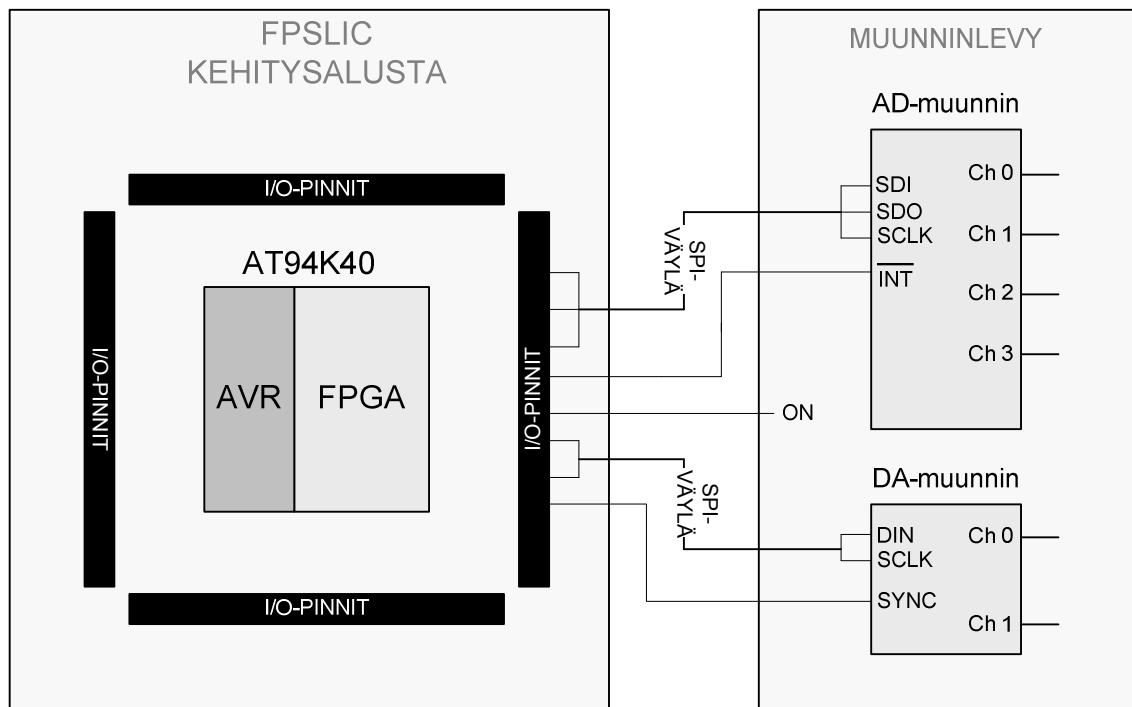 FPSLIC
KEHITYSALUSTA
I/O-PINNIT
I/O-PINNIT
AT94K40
AVR
FPGA
I/O-PINNIT
I/O-PINNIT
SPI-
VÄYLÄ
ON
SPI-
VÄYLÄ
MUUNNINLEVY
AD-muunnin
SDI
SDO
SCLK
INT
Ch 0
Ch 1
Ch 2
Ch 3
DA-muunnin
DIN
SCLK
SYNC
Ch 0
Ch 1